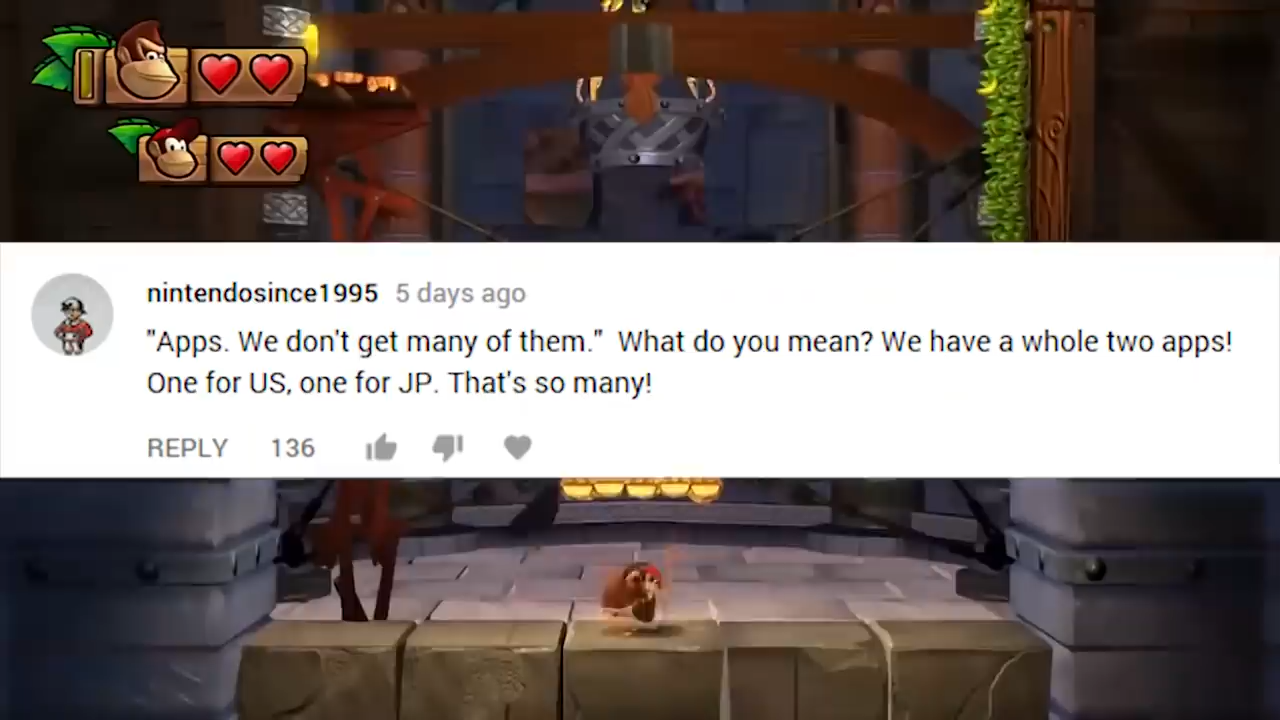 nintendosince1995 5 days ago
"Apps. We don't get many of them."  What do you mean? We have a whole two apps!
One for US, one for JP. That's so many!
REPLY 136